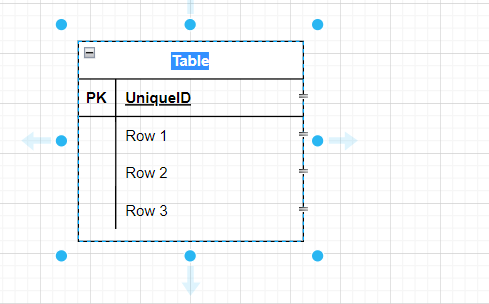 Table
PK UniqueID
Row 1
Row 2
Row 3